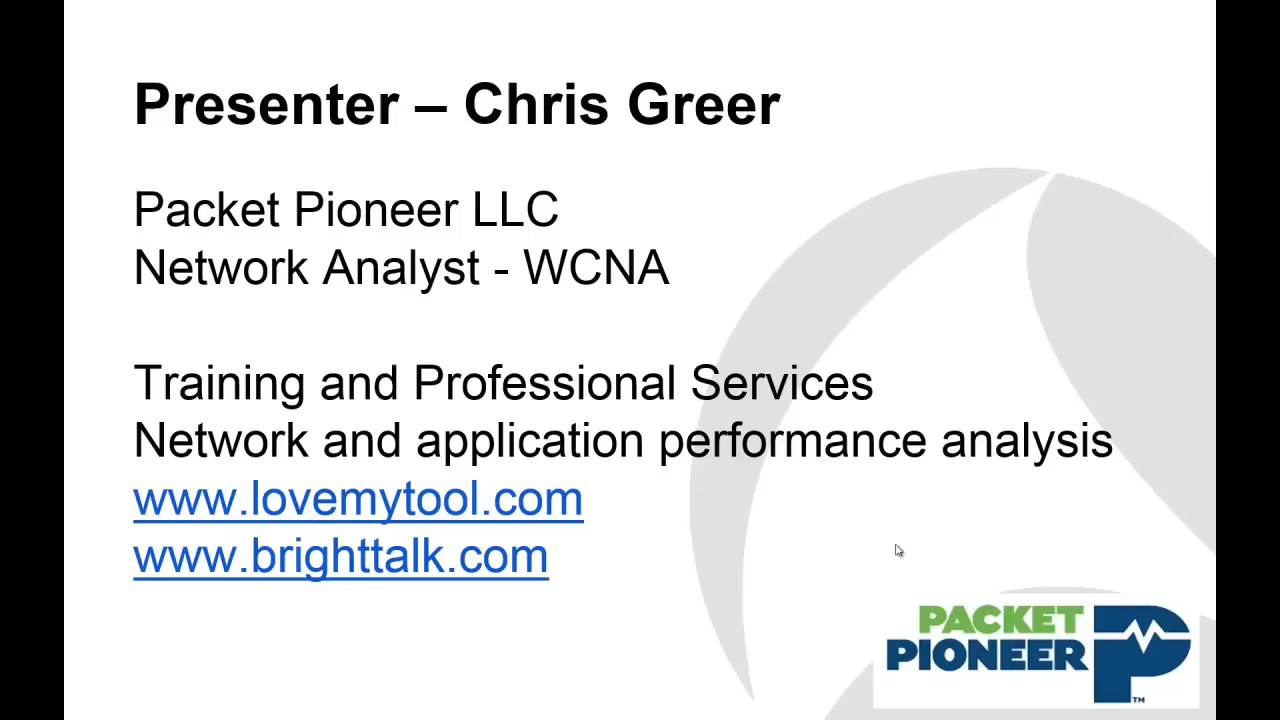 Presenter – Chris Greer
Packet Pioneer LLC
Network Analyst - WCNA
Training and Professional Services
Network and application performance analysis
www.lovemytool.com
www.brighttalk.com
PACKET
PIONEER
TM